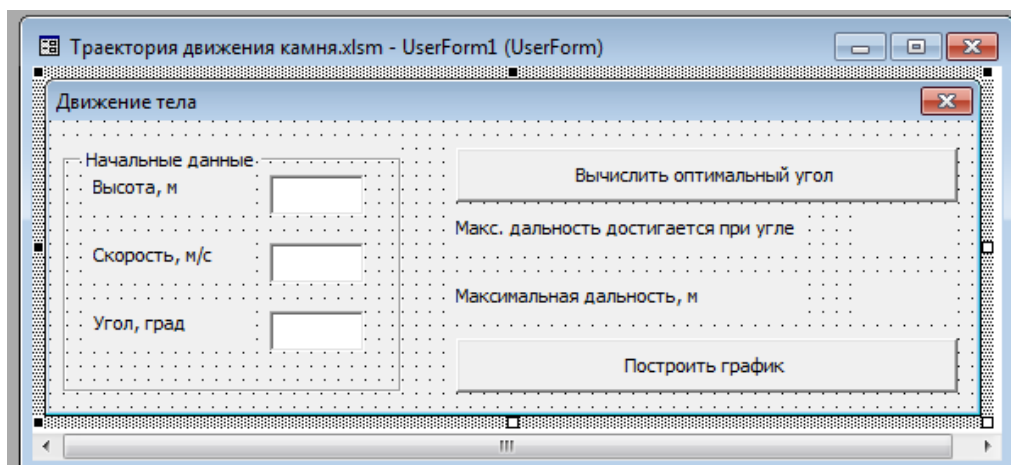 Траектория движения камня.xlsm - UserForm1 (UserForm)
Движение тела
Начальные данные
Высота, м
Скорость, м/с
Угол, град
Вычислить оптимальный угол
Макс. дальность достигается при угле
Максимальная дальность, м
Построить график